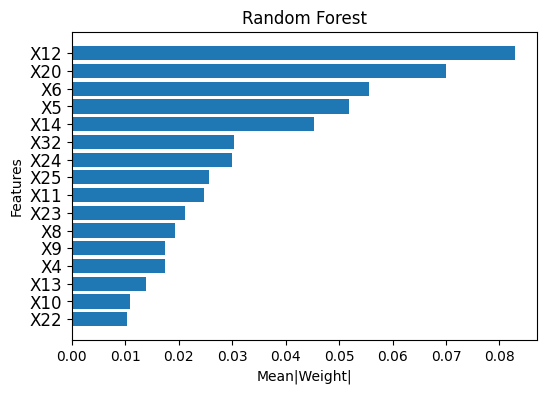 Random Forest
Features
X12
X20
X6
X5
X14
X32
X24
X25
X11
X23
X8
X9
X4
X13
X10
X22
0.00 0.01 0.02 0.03 0.04 0.05 0.06 0.07 0.08
Mean|Weight|